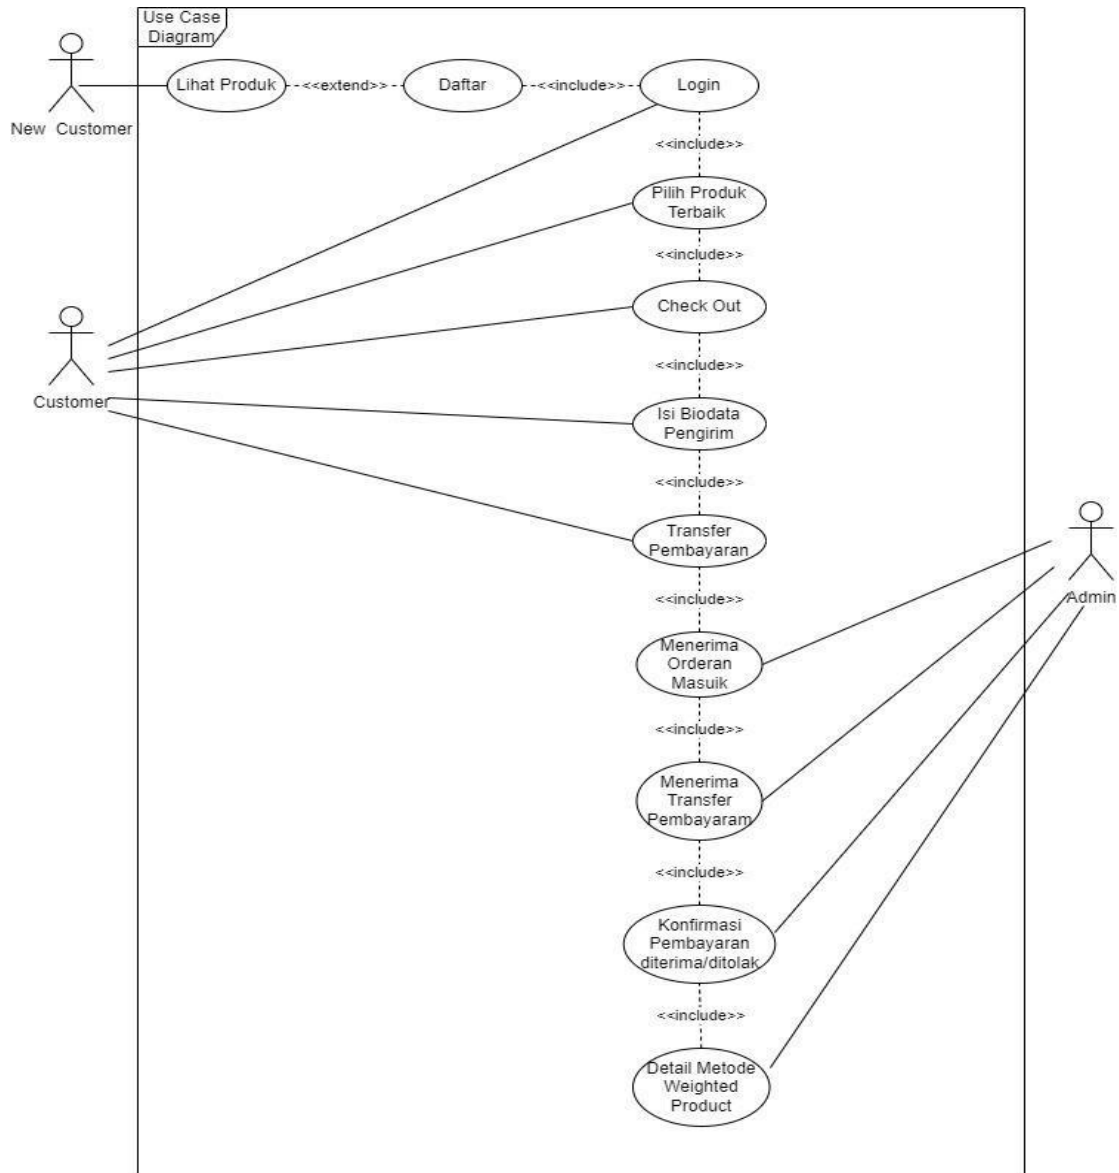 Use Case
Diagram
Lihat Produk
<<extend>>
Daftar
<<include>>
Login
New Customer
<<include>>
Pilih Produk
Terbaik
<<include>>
Check Out
<<include>>
Customer
Isi Biodata
Pengirim
<<include>>
Transfer
Pembayaran
<<include>>
Admin
Menerima
Orderan
Masuik
<<include>>
Menerima
Transfer
Pembayaram
<<include>>
Konfirmasi
Pembayaran
diterima/ditolak
<<include>>
Detail Metode
Weighted
Product